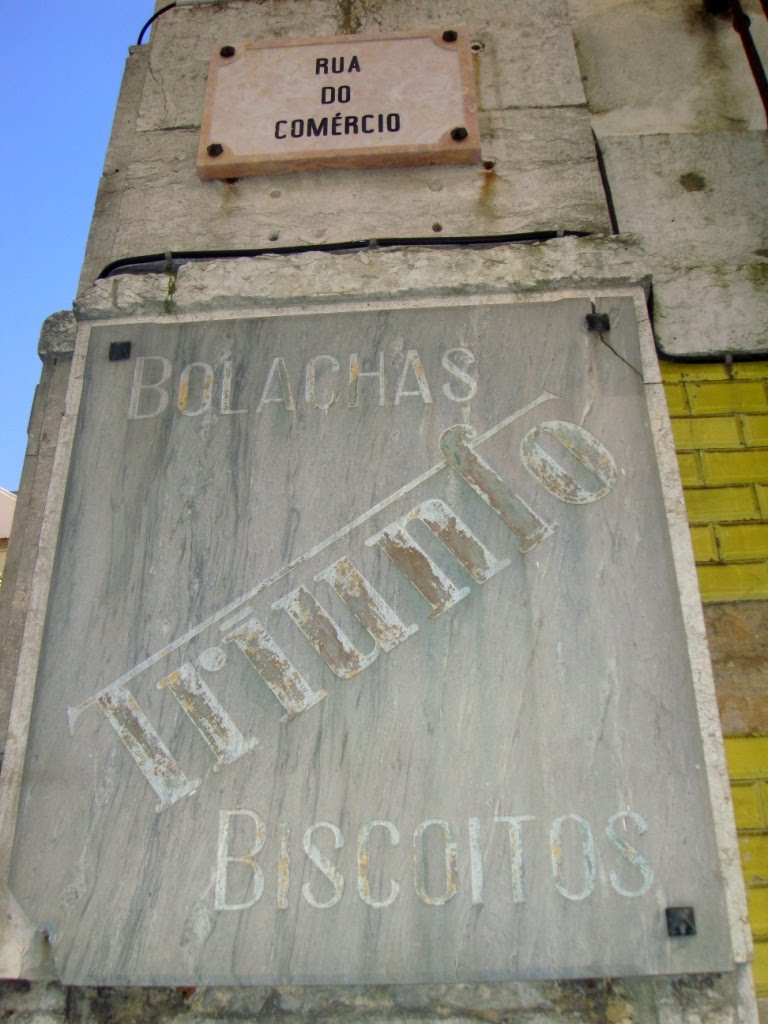 RUA
DO
COMÉRCIO
BOLACHAS
Triunfo
BISCOITOS